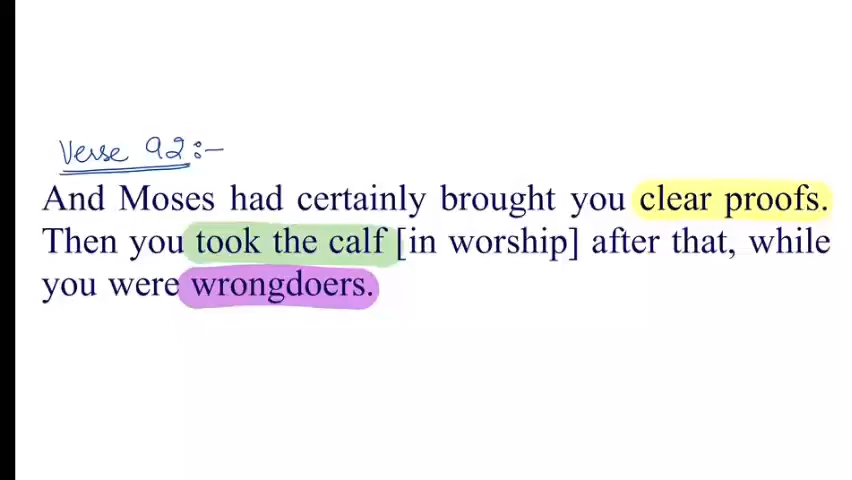 Verse 92:-
And Moses had certainly brought you clear proofs.
Then you took the calf [in worship] after that, while
you were wrongdoers.